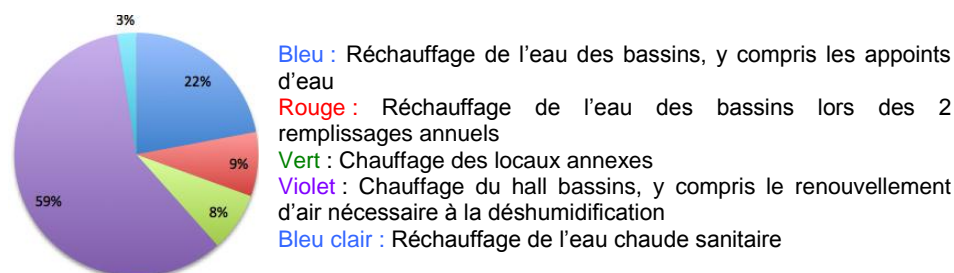 3%
22%
9%
8%
59%
Bleu : Réchauffage de l'eau des bassins, y compris les appoints
d'eau
Rouge : Réchauffage de l'eau des bassins lors des 2
remplissages annuels
Vert : Chauffage des locaux annexes
Violet : Chauffage du hall bassins, y compris le renouvellement
d'air nécessaire à la déshumidification
Bleu clair : Réchauffage de l'eau chaude sanitaire